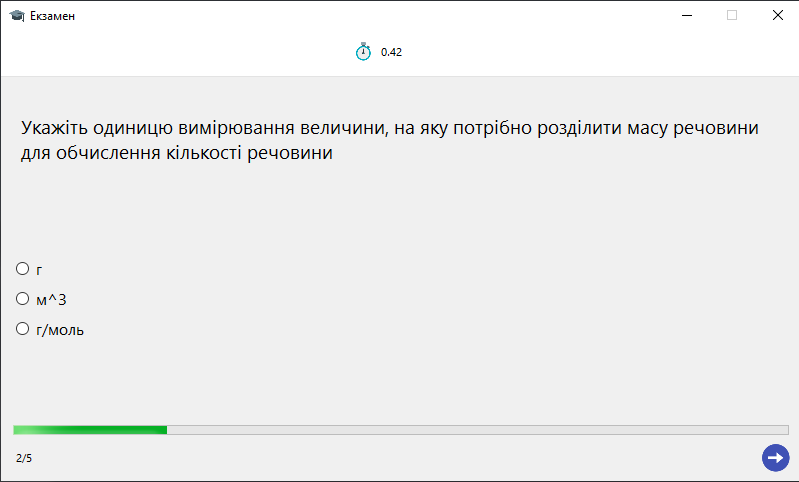 Екзамен
0.42
Укажіть одиницю вимірювання величини, на яку потрібно розділити масу речовини
для обчислення кількості речовини
г
м^3
г/моль
2/5